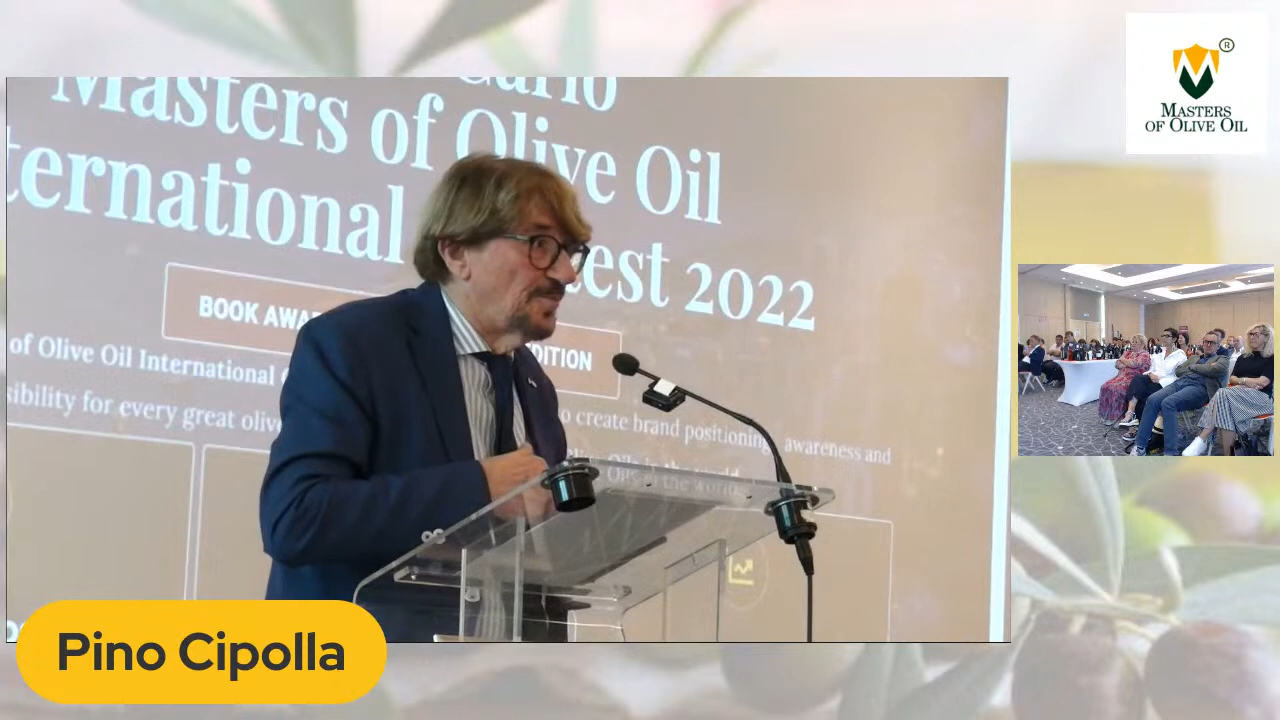 Masters of Olive Oil
ternational
est 2022
BOOK AWA
DITION
of Olive Oil International
sibility for every great olive
o create brand positioning, awareness and
R
MASTERS
OF OLIVE OIL
Pino Cipolla